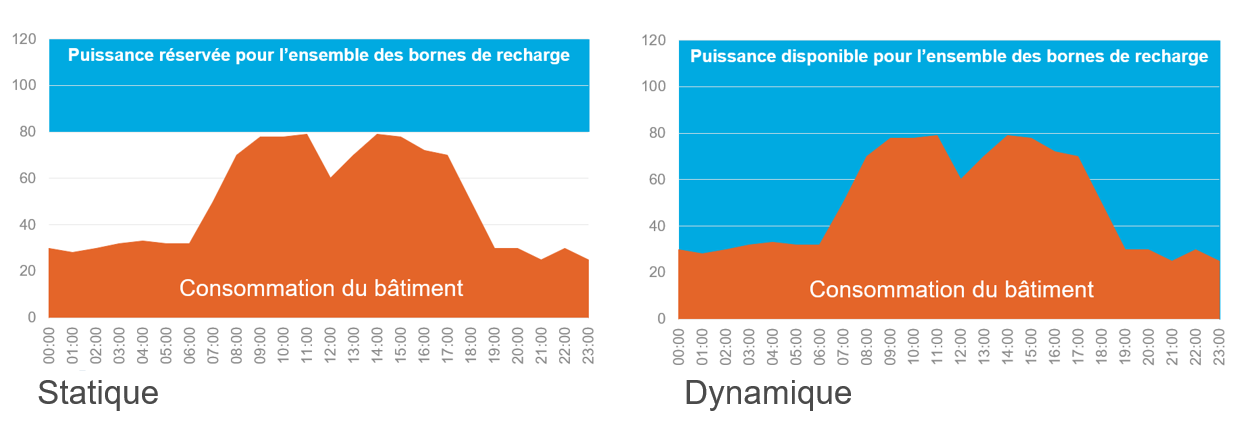 120
Puissance réservée pour l'ensemble des bornes de recharge
100
80
60
40
20
0
Consommation du bâtiment
00:00 01:00 02:00 03:00 04:00 05:00 06:00 07:00 08:00 09:00 10:00 11:00 12:00 13:00 14:00 15:00 16:00 17:00 18:00 19:00 20:00 21:00 22:00 23:00
Statique
120
Puissance disponible pour l'ensemble des bornes de recharge
100
80
60
40
20
0
Consommation du bâtiment
00:00 01:00 02:00 03:00 04:00 05:00 06:00 07:00 08:00 09:00 10:00 11:00 12:00 13:00 14:00 15:00 16:00 17:00 18:00 19:00 20:00 21:00 22:00 23:00
Dynamique